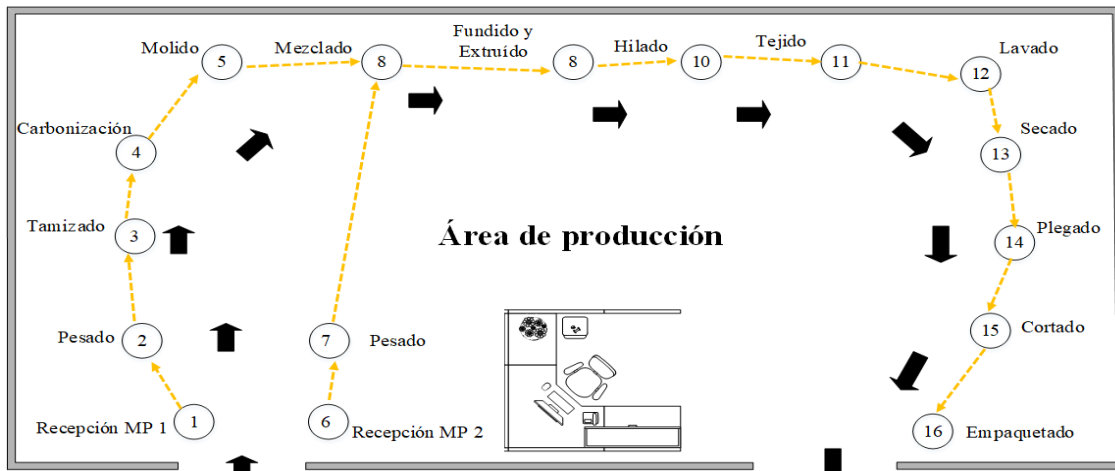 Fundido y
Extruído
Molido
Mezclado
Hilado
Tejido
Lavado
5
8
8
10
11
12
Carbonización
4
Secado
13
Tamizado
3
Área de producción
Plegado
14
Pesado
2
7
Pesado
15
Cortado
Recepción MP 1
1
6
Recepción MP 2
16
Empaquetado